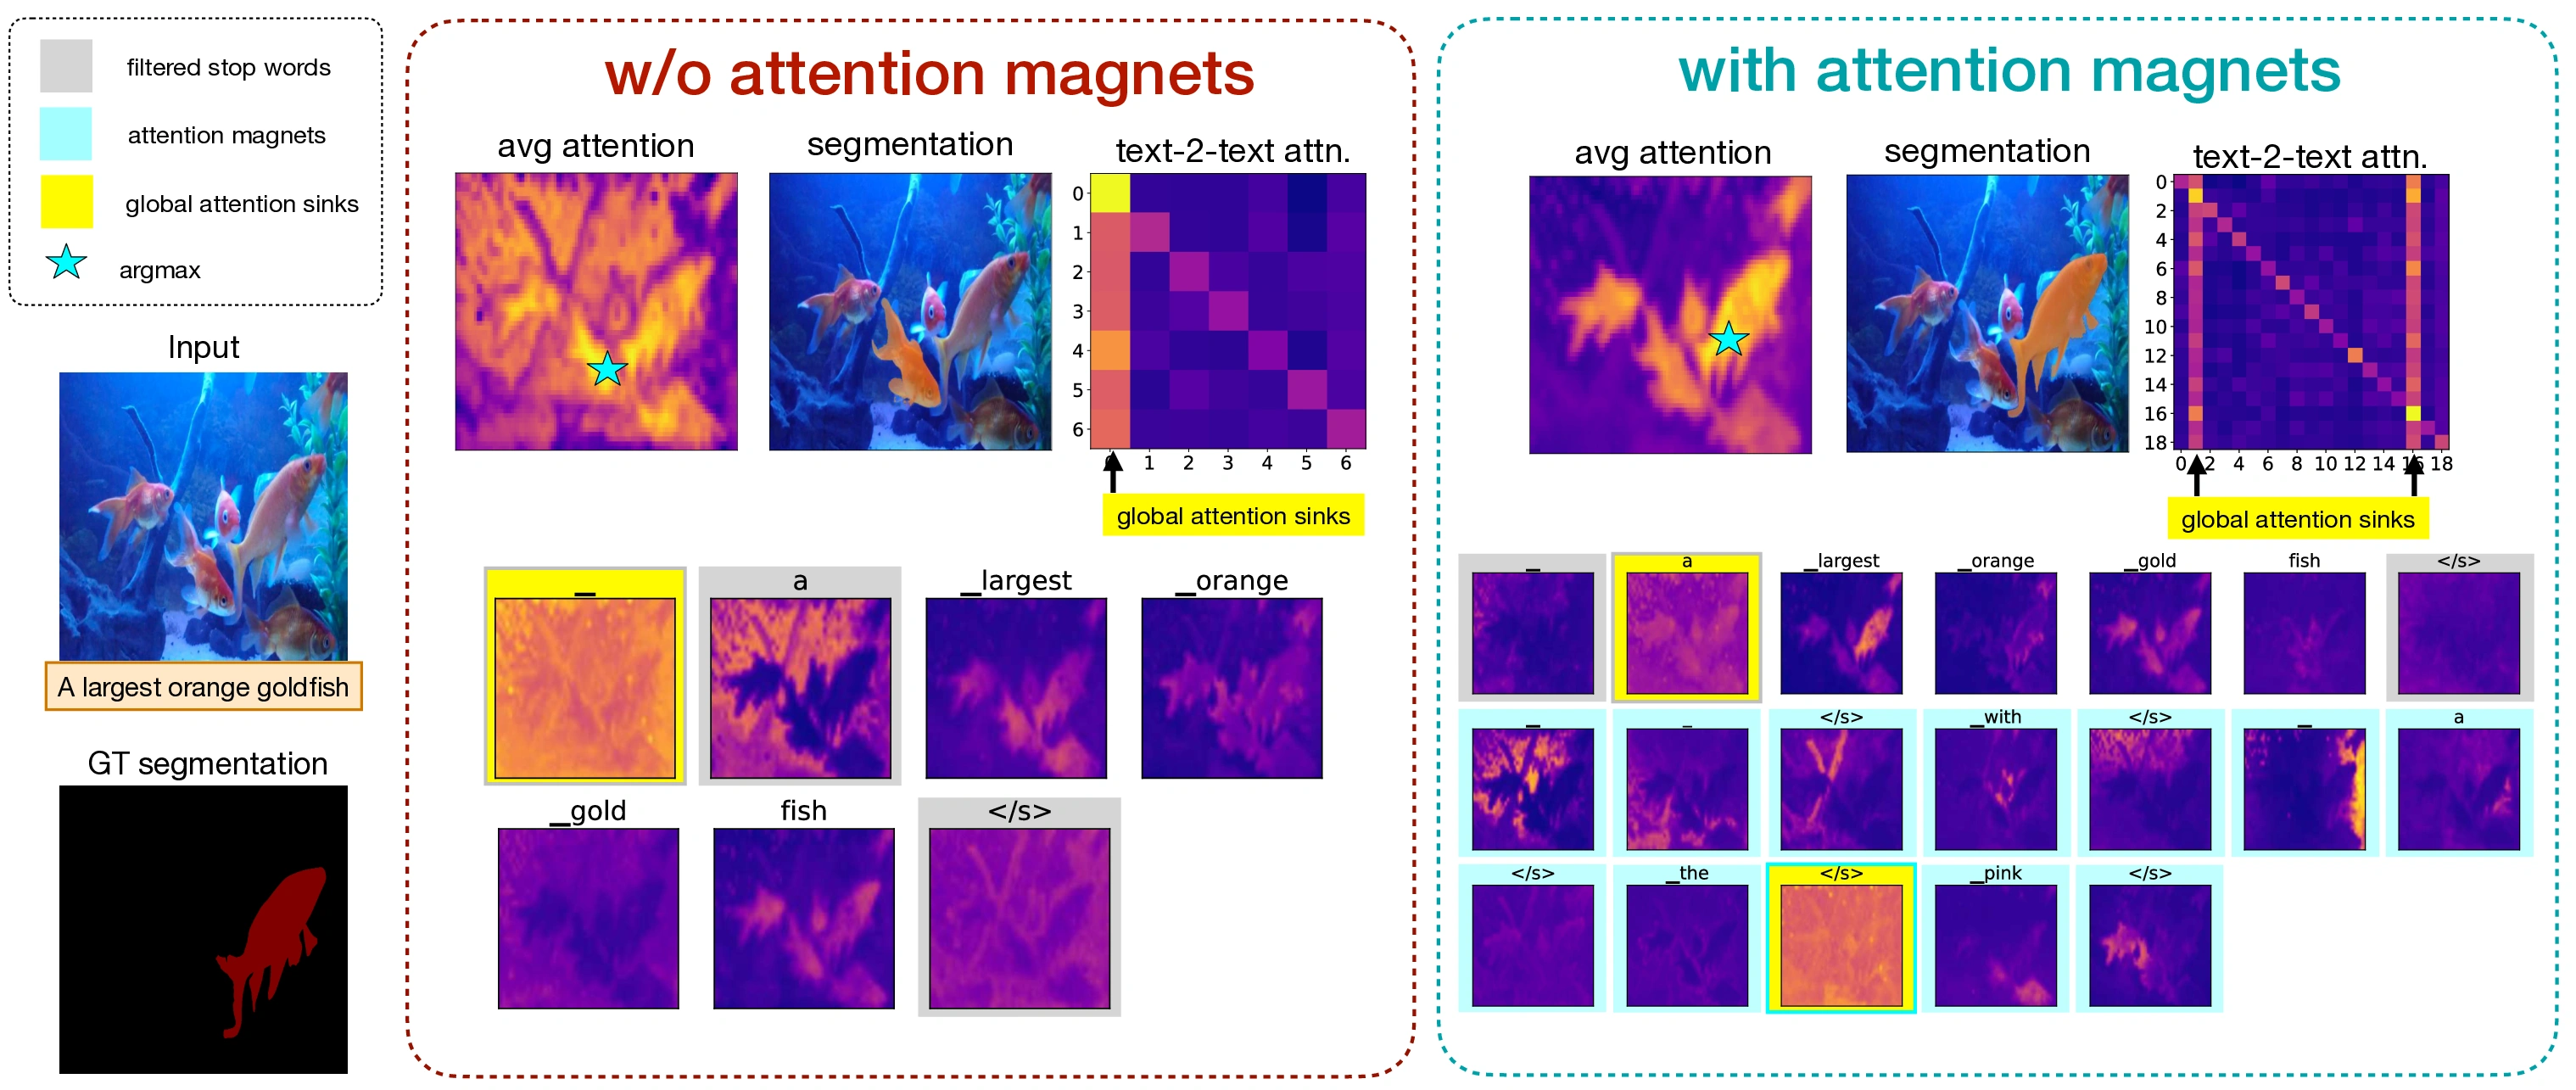 filtered stop words
attention magnets
global attention sinks
argmax
Input
A largest orange goldfish
GT segmentation
w/o attention magnets
avg attention
segmentation
text-2-text attn.
0
1
2
3
4
5
6
1 2 3 4 5 6
global attention sinks
_ a _largest _orange
_gold fish </s>
with attention magnets
avg attention
segmentation
text-2-text attn.
0
2
4
6
8
10
12
14
16
18
0 2 4 6 8 10 12 14 16 18
global attention sinks
_ a _largest _orange _gold fish </s>
_ _ </s> _with </s> _ a
</s> _the </s> _pink </s>